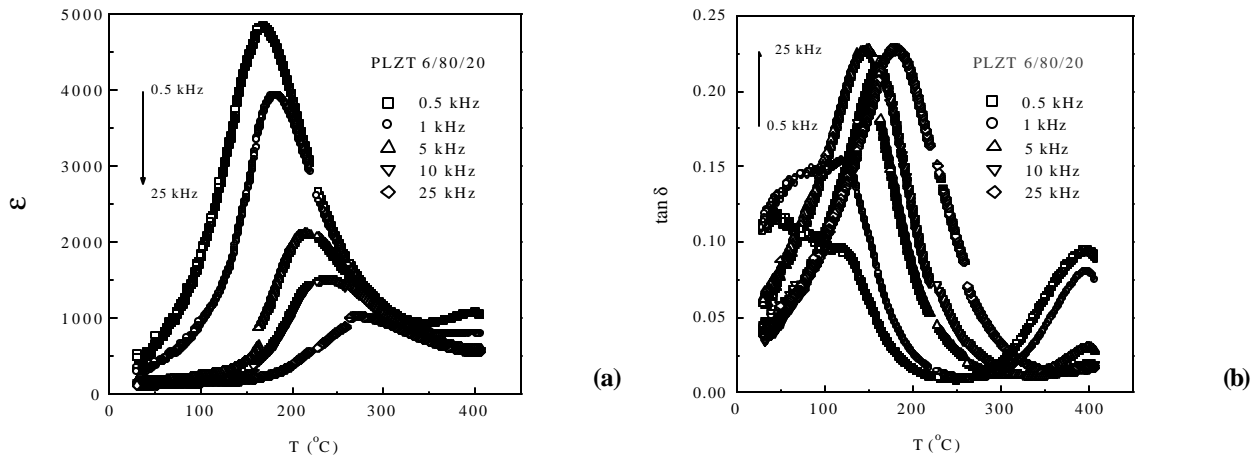 5000
4000
3000
2000
1000
0
0
100
200
300
400
ε
T (°C)
0.5 kHz
25 kHz
PLZT 6/80/20
0.5 kHz
1 kHz
5 kHz
10 kHz
25 kHz
(a)
0.25
0.20
0.15
0.10
0.05
0.00
0
100
200
300
400
tan δ
T (°C)
25 kHz
0.5 kHz
PLZT 6/80/20
0.5 kHz
1 kHz
5 kHz
10 kHz
25 kHz
(b)